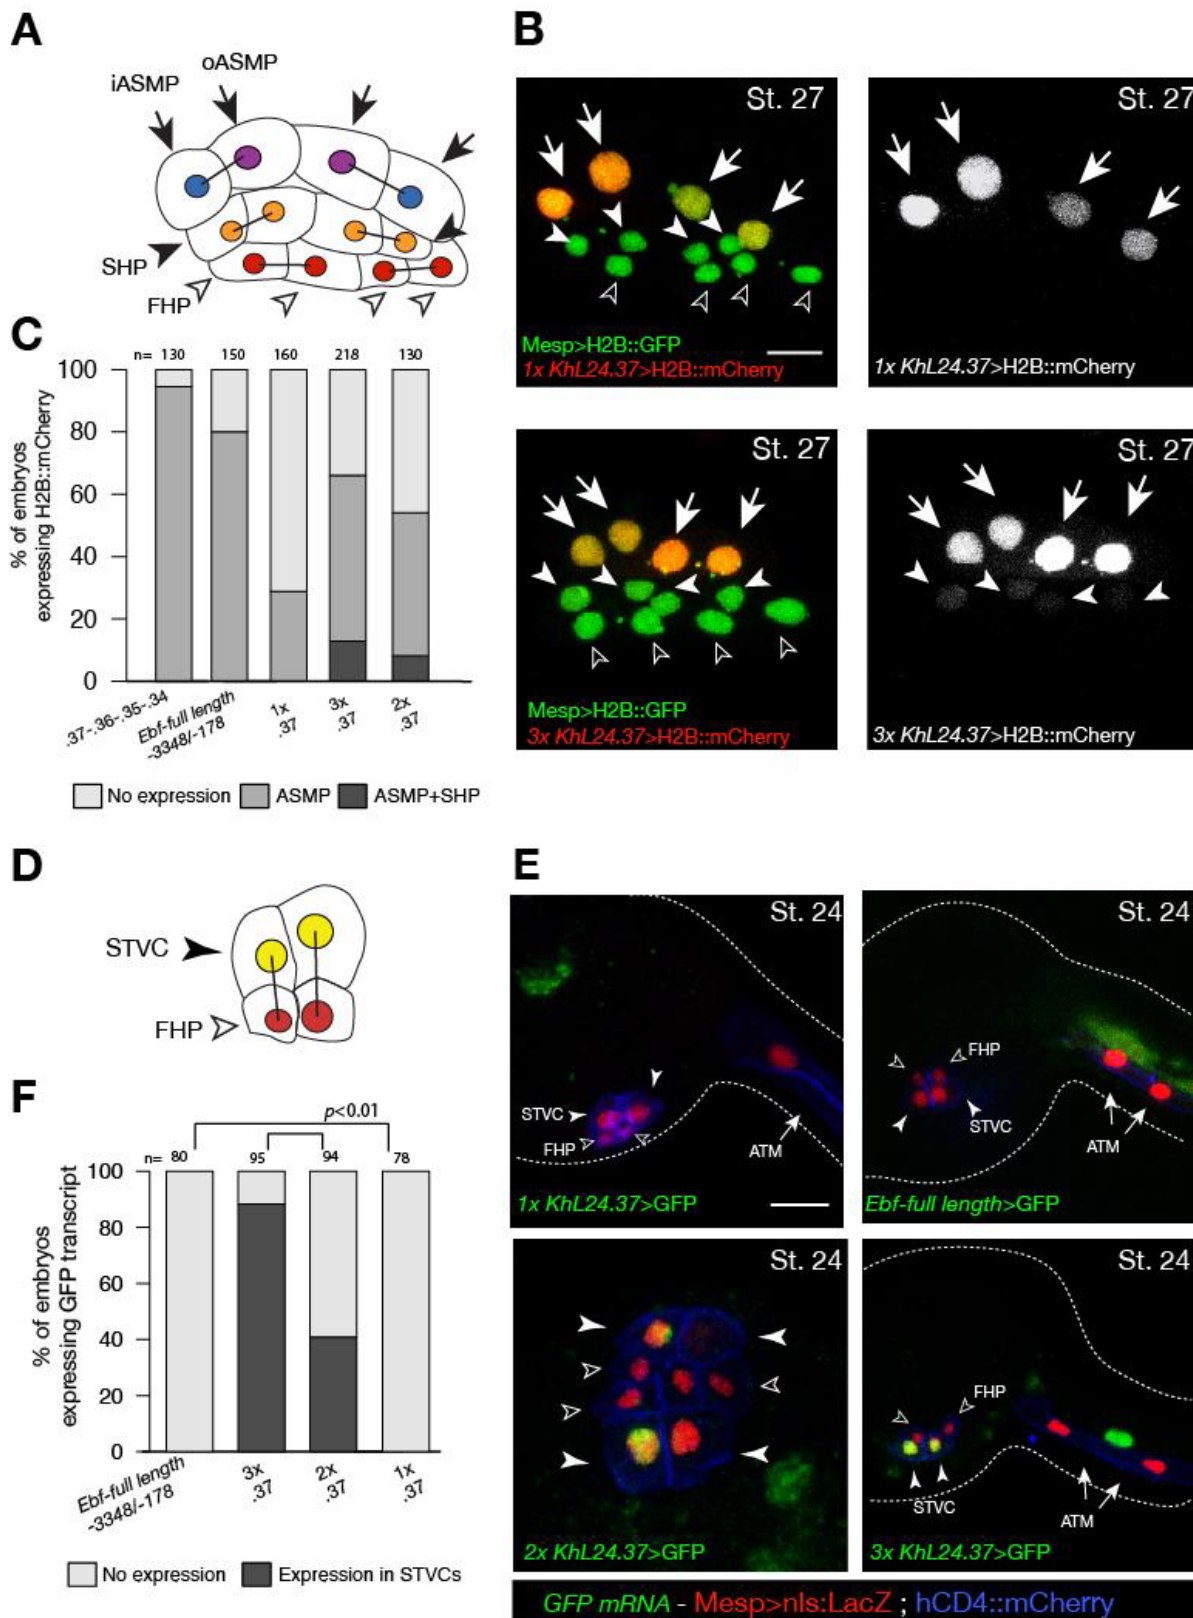 A
iASMP
oASMP
SHP
FHP
B
St. 27
Mesp>H2B::GFP
1x KhL24.37>H2B::mCherry
St. 27
1x KhL24.37>H2B::mCherry
St. 27
Mesp>H2B::GFP
3x KhL24.37>H2B::mCherry
St. 27
3x KhL24.37>H2B::mCherry
C
n= 130 150 160 218 130
% of embryos
expressing H2B::mCherry
100
80
60
40
20
0
.37-.36-.35-.34
Ebf-full length
-3348/-178
1x
.37
3x
.37
2x
.37
No expression ASMP ASMP+SHP
D
STVC
FHP
E
St. 24
STVC
FHP
ATM
1x KhL24.37>GFP
St. 24
FHP
STVC
ATM
Ebf-full length>GFP
St. 24
2x KhL24.37>GFP
St. 24
FHP
STVC
ATM
3x KhL24.37>GFP
GFP mRNA - Mesp>nls:LacZ ; hCD4::mCherry
F
p<0.01
n= 80 95 94 78
% of embryos
expressing GFP transcript
100
80
60
40
20
0
Ebf-full length
-3348/-178
3x
.37
2x
.37
1x
.37
No expression Expression in STVCs